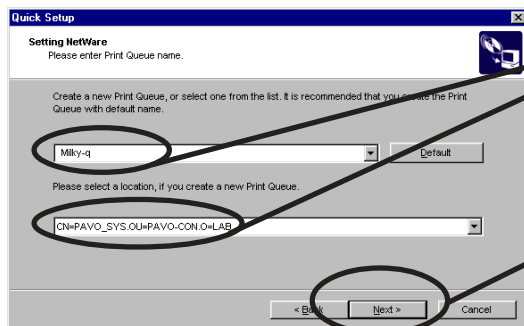 Quick Setup
Setting NetWare
Please enter Print Queue name.
Create a new Print Queue, or select one from the list. It is recommended that you create the Print
Queue with default name.
Milky-q
Default
Please select a location, if you create a new Print Queue.
CN=PAVO_SYS.OU=PAVO-CON.O=LAB
< Back
Next >
Cancel